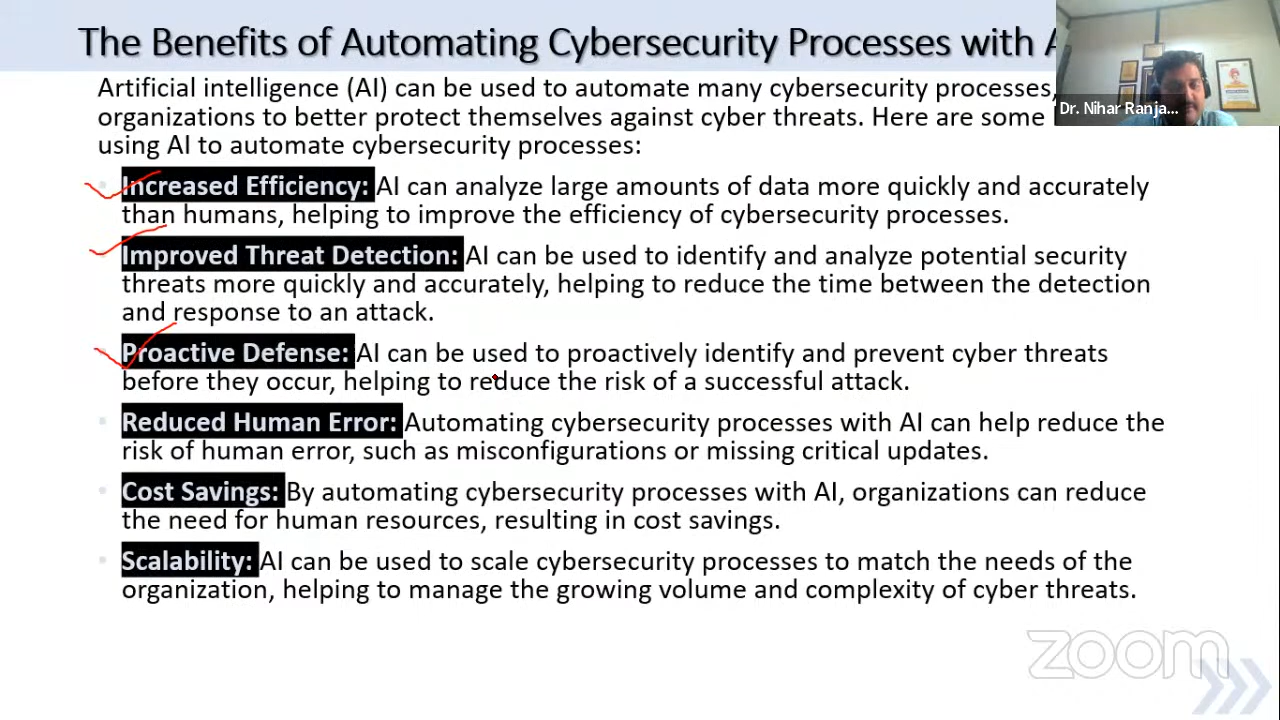 The Benefits of Automating Cybersecurity Processes with A
Artificial intelligence (AI) can be used to automate many cybersecurity processes,
organizations to better protect themselves against cyber threats. Here are some
using AI to automate cybersecurity processes:
Dr. Nihar Ranja...
Increased Efficiency: AI can analyze large amounts of data more quickly and accurately
than humans, helping to improve the efficiency of cybersecurity processes.
Improved Threat Detection: AI can be used to identify and analyze potential security
threats more quickly and accurately, helping to reduce the time between the detection
and response to an attack.
Proactive Defense: AI can be used to proactively identify and prevent cyber threats
before they occur, helping to reduce the risk of a successful attack.
Reduced Human Error: Automating cybersecurity processes with AI can help reduce the
risk of human error, such as misconfigurations or missing critical updates.
Cost Savings: By automating cybersecurity processes with AI, organizations can reduce
the need for human resources, resulting in cost savings.
Scalability: AI can be used to scale cybersecurity processes to match the needs of the
organization, helping to manage the growing volume and complexity of cyber threats.
zoom